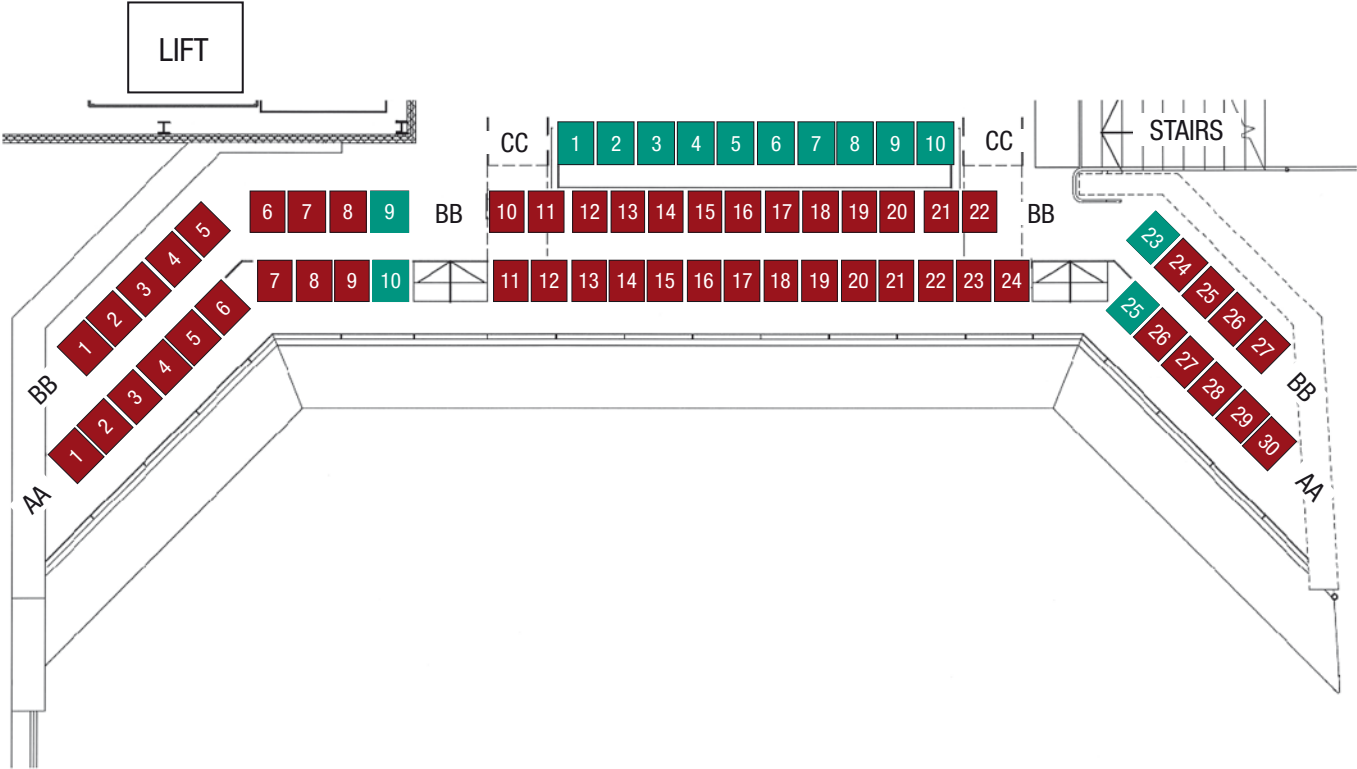 LIFT
STAIRS
CC 1 2 3 4 5 6 7 8 9 10 CC
6 7 8 9 BB 10 11 12 13 14 15 16 17 18 19 20 21 22 BB
7 8 9 10 11 12 13 14 15 16 17 18 19 20 21 22 23 24
BB 1 2 3 4 5
AA 1 2 3 4 5 6
23 24 25 26 27 BB
25 26 27 28 29 30 AA